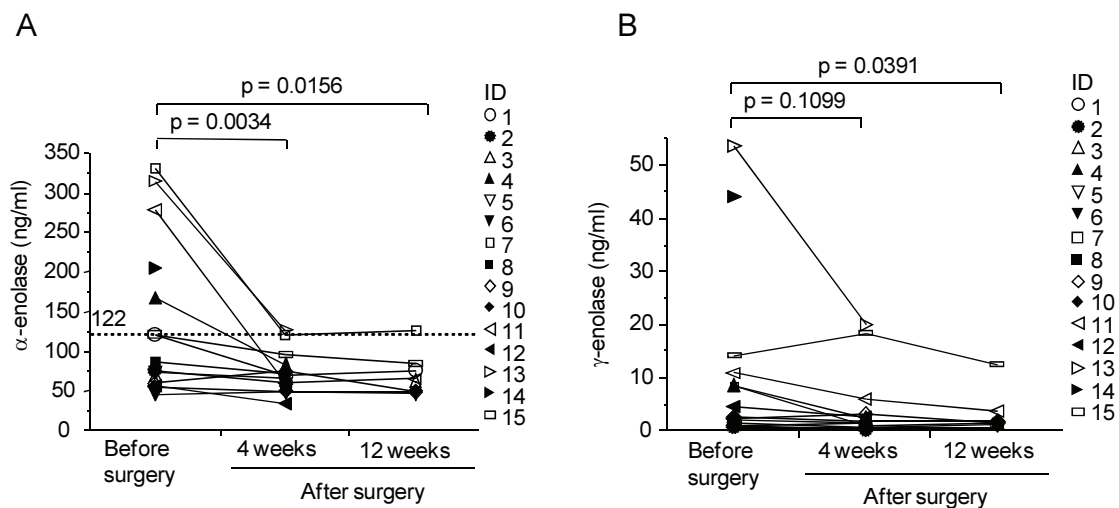 A
p = 0.0156
p = 0.0034
350
300
250
200
150
122
100
50
0
α-enolase (ng/ml)
Before surgery
4 weeks
12 weeks
After surgery
ID
1
2
3
4
5
6
7
8
9
10
11
12
13
14
15
B
p = 0.0391
p = 0.1099
50
40
30
20
10
0
γ-enolase (ng/ml)
Before
surgery
4 weeks
12 weeks
After surgery
ID
1
2
3
4
5
6
7
8
9
10
11
12
13
14
15